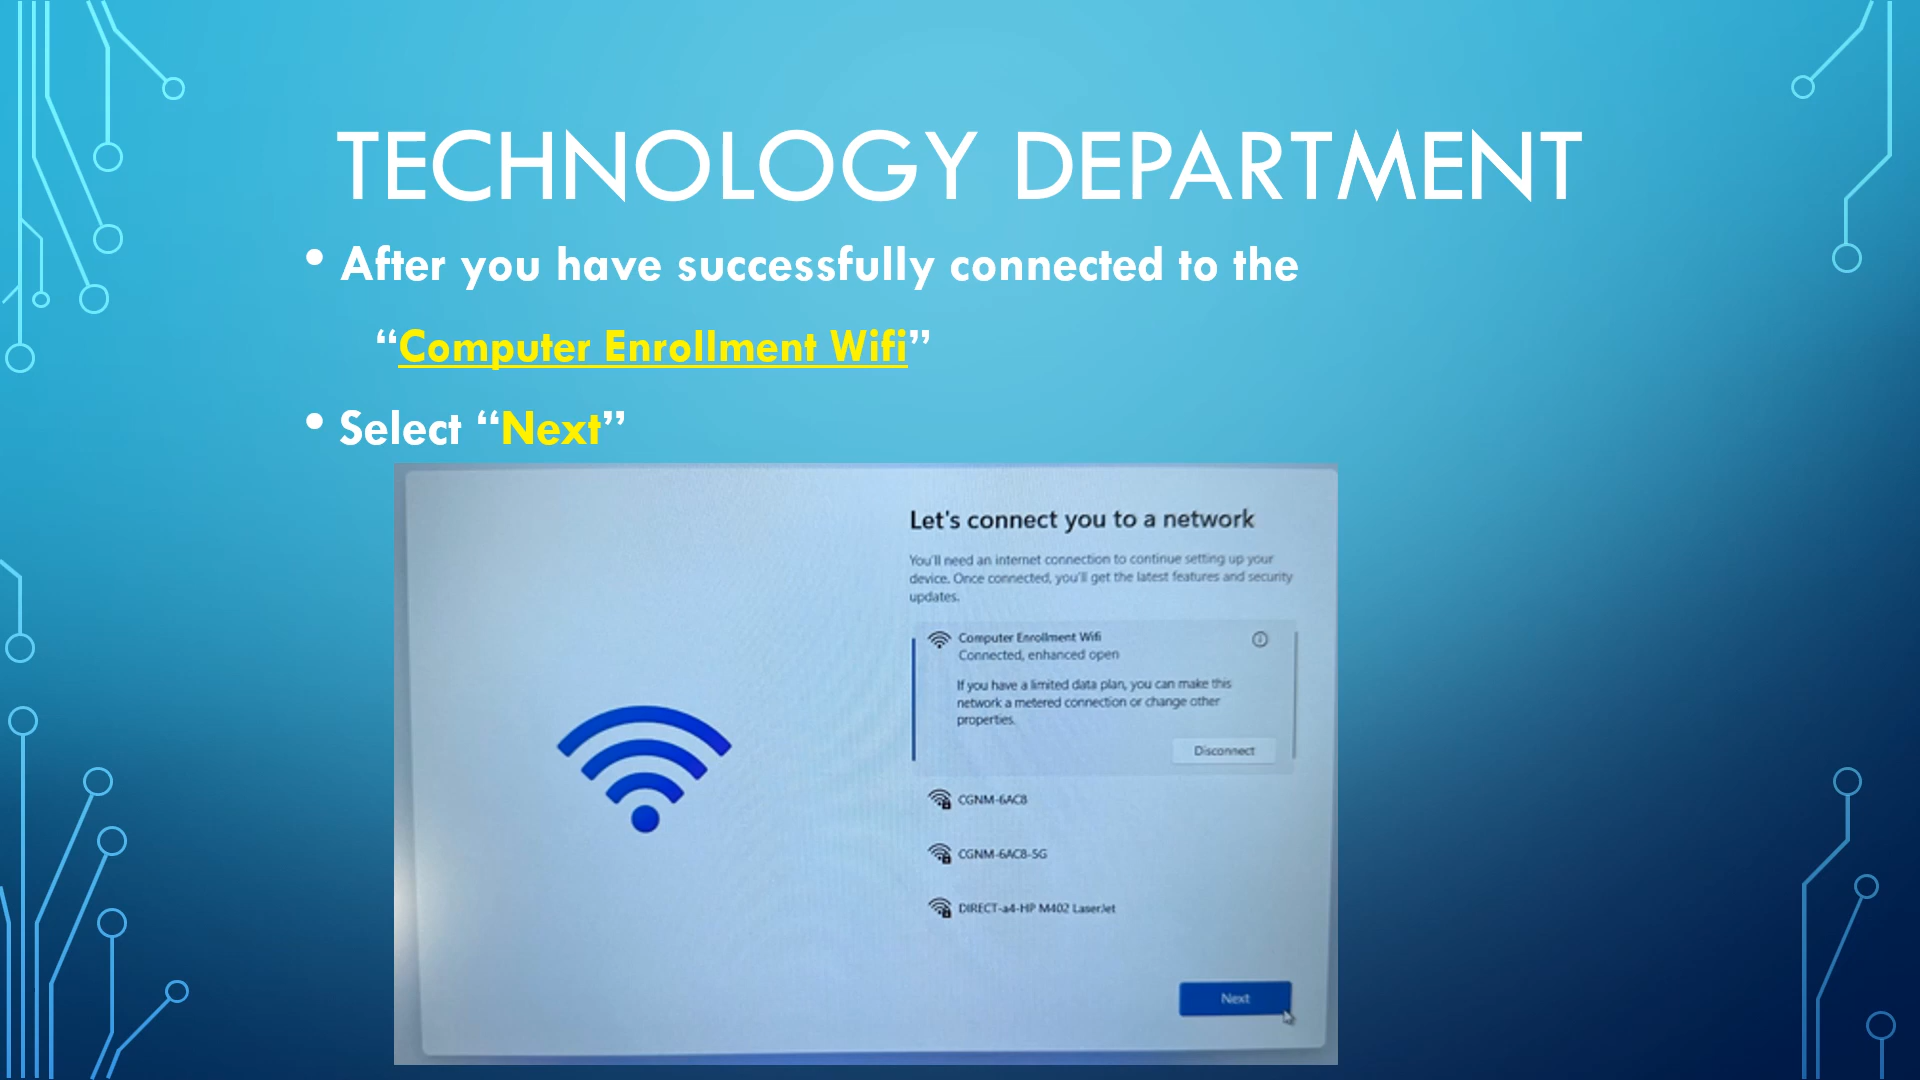 TECHNOLOGY DEPARTMENT
• After you have successfully connected to the
“Computer Enrollment Wifi”
• Select “Next”
Let's connect you to a network
You'll need an internet connection to continue setting up your
device. Once connected, you'll get the latest features and security
updates.
Computer Enrollment Wifi
Connected, enhanced open
If you have a limited data plan, you can make this
network a metered connection or change other
properties.
Disconnect
CGNM-6AC8
CGNM-6AC8-5G
DIRECT-a4-HP M402 LaserJet
Next